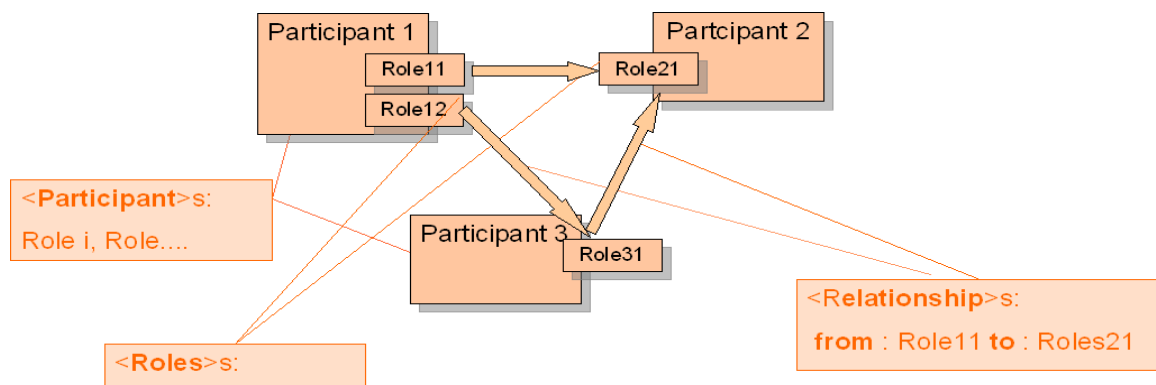 Participant 1
Partcipant 2
Role11
Role21
Role12
<Participant>s:
Role i, Role....
Participant 3
Role31
<Relationship>s:
from : Role11 to : Roles21
<Roles>s: